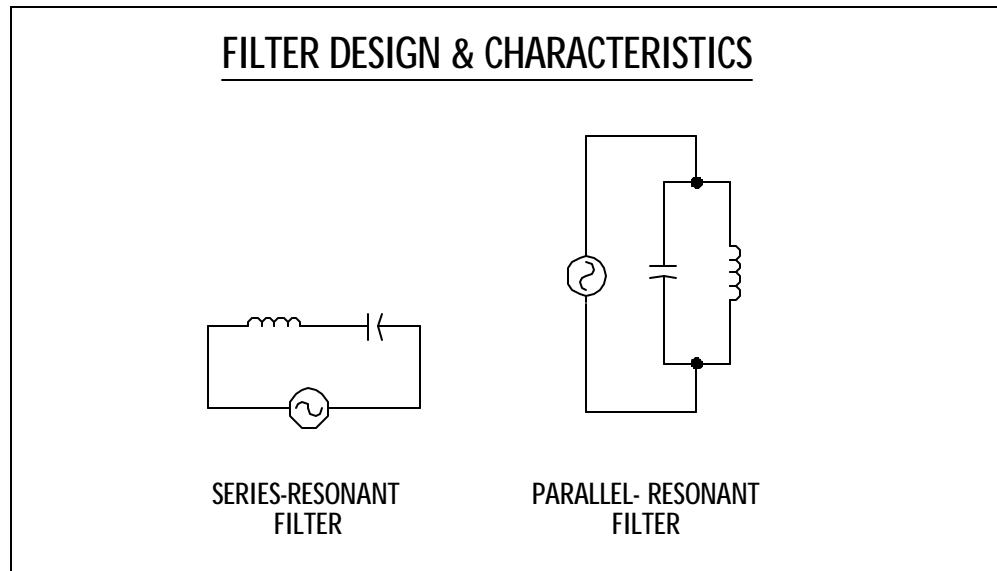 FILTER DESIGN & CHARACTERISTICS
SERIES-RESONANT
FILTER
PARALLEL- RESONANT
FILTER